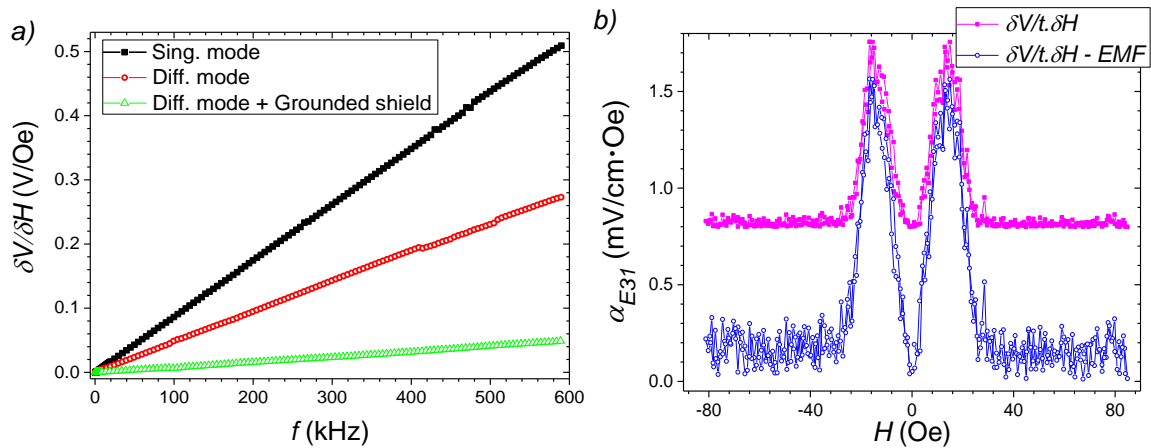 a)
Sing. mode
Diff. mode
Diff. mode + Grounded shield
δV/δH (V/Oe)
0.5
0.4
0.3
0.2
0.1
0.0
0 100 200 300 400 500 600
f (kHz)
b)
δV/t.δH
δV/t.δH - EMF
α_E31 (mV/cm·Oe)
1.5
1.0
0.5
0.0
-80 -40 0 40 80
H (Oe)